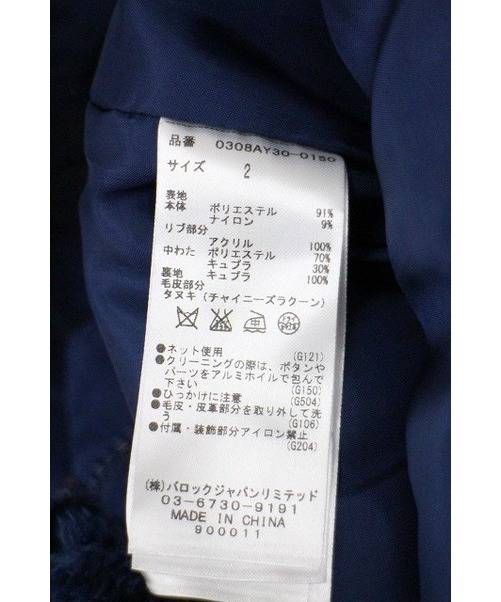 品番 0308AY30-0150
サイズ 2
表地
本体 ポリエステル 91%
ナイロン 9%
リブ部分
アクリル 100%
中わた ポリエステル 70%
キュプラ 30%
裏地 キュプラ 100%
毛皮部分
タヌキ(チャイニーズラクーン)
●ネット使用 (G121)
●クリーニングの際は、ボタンや
パーツをアルミホイルで包んで
下さい (G150)
●ひっかけに注意 (G504)
●毛皮・皮革部分を取り外して洗
う (G106)
●付属・装飾部分アイロン禁止
(G204)
(株)バロックジャパンリミテッド
03-6730-9191
MADE IN CHINA
900011